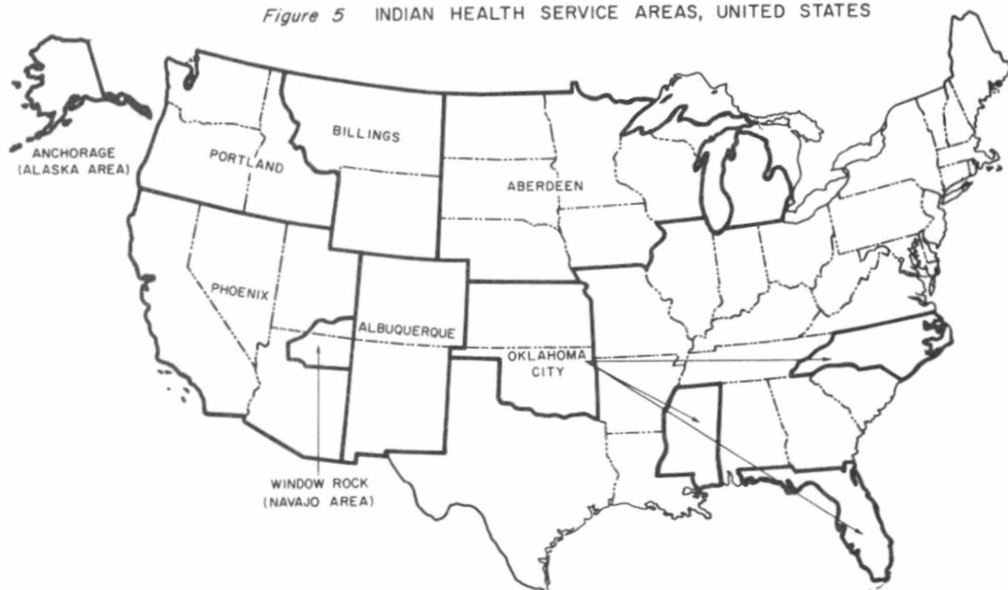 Figure 5 INDIAN HEALTH SERVICE AREAS, UNITED STATES
ANCHORAGE
(ALASKA AREA)
PORTLAND
BILLINGS
ABERDEEN
PHOENIX
ALBUQUERQUE
OKLAHOMA
CITY
WINDOW ROCK
(NAVAJO AREA)